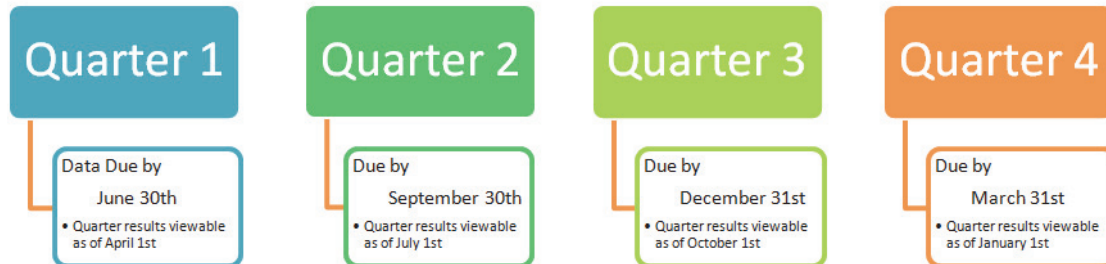 Quarter 1
Data Due by
June 30th
• Quarter results viewable
as of April 1st
Quarter 2
Due by
September 30th
• Quarter results viewable
as of July 1st
Quarter 3
Due by
December 31st
• Quarter results viewable
as of October 1st
Quarter 4
Due by
March 31st
• Quarter results viewable
as of January 1st